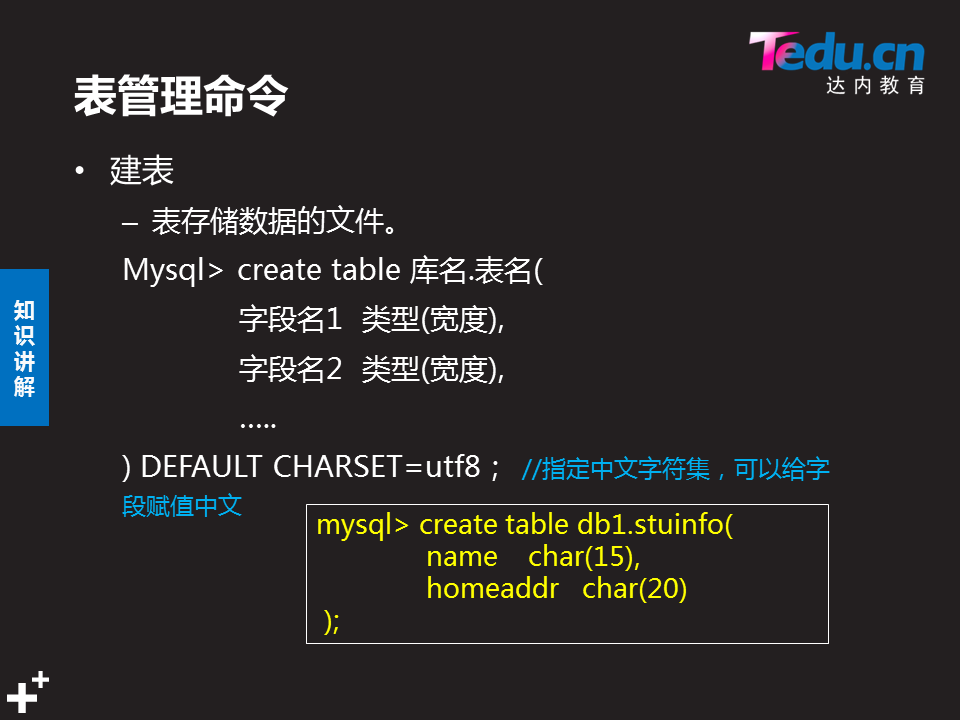 Tedu.cn
达内教育
表管理命令
• 建表
– 表存储数据的文件。
Mysql> create table 库名.表名(
字段名1 类型(宽度),
字段名2 类型(宽度),
.....
) DEFAULT CHARSET=utf8 ; //指定中文字符集，可以给字
段赋值中文
知
识
讲
解
mysql> create table db1.stuinfo(
name char(15),
homeaddr char(20)
);